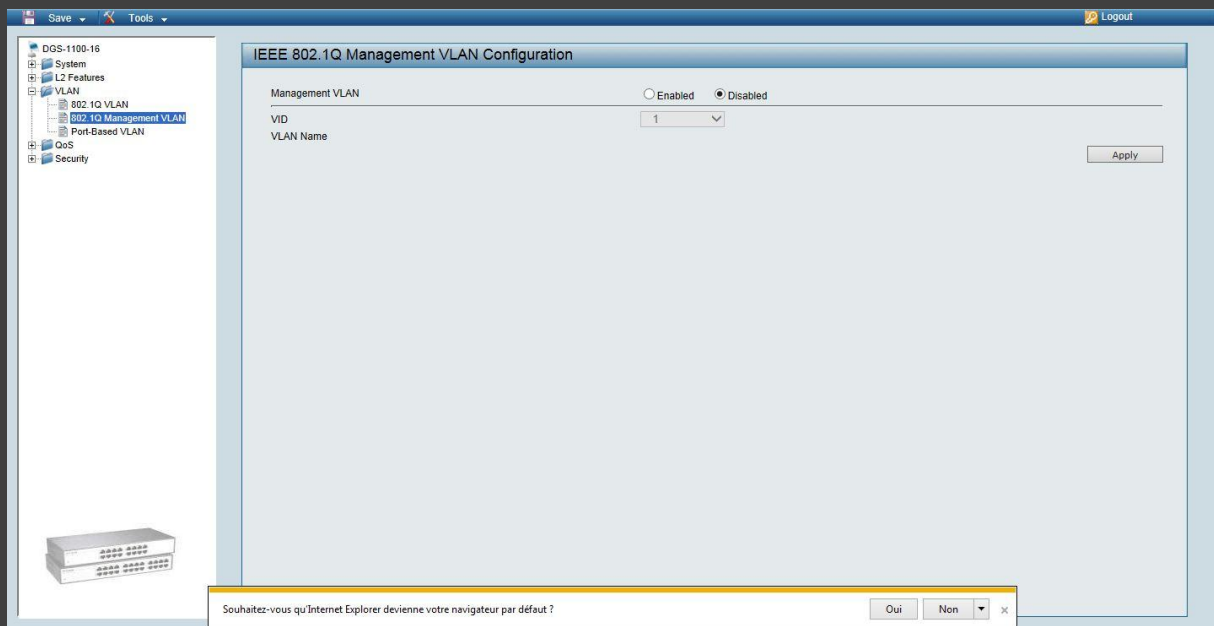 Save Tools Logout
DGS-1100-16
System
L2 Features
VLAN
802.1Q VLAN
802.1Q Management VLAN
Port-Based VLAN
QoS
Security
IEEE 802.1Q Management VLAN Configuration
Management VLAN Enabled Disabled
VID 1
VLAN Name
Apply
Souhaitez-vous qu'Internet Explorer devienne votre navigateur par défaut ? Oui Non